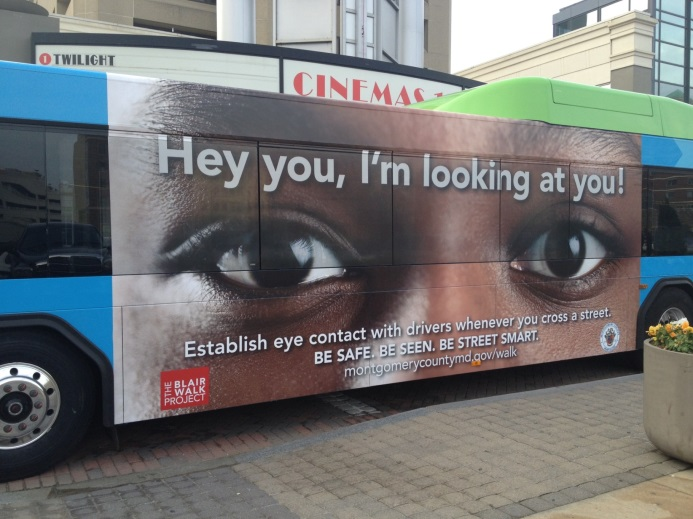 TWILIGHT
CINEMAS
Hey you, I'm looking at you!
Establish eye contact with drivers whenever you cross a street.
BE SAFE. BE SEEN. BE STREET SMART.
montgomerycountymd.gov/walk
THE BLAIR
WALK
PROJECT